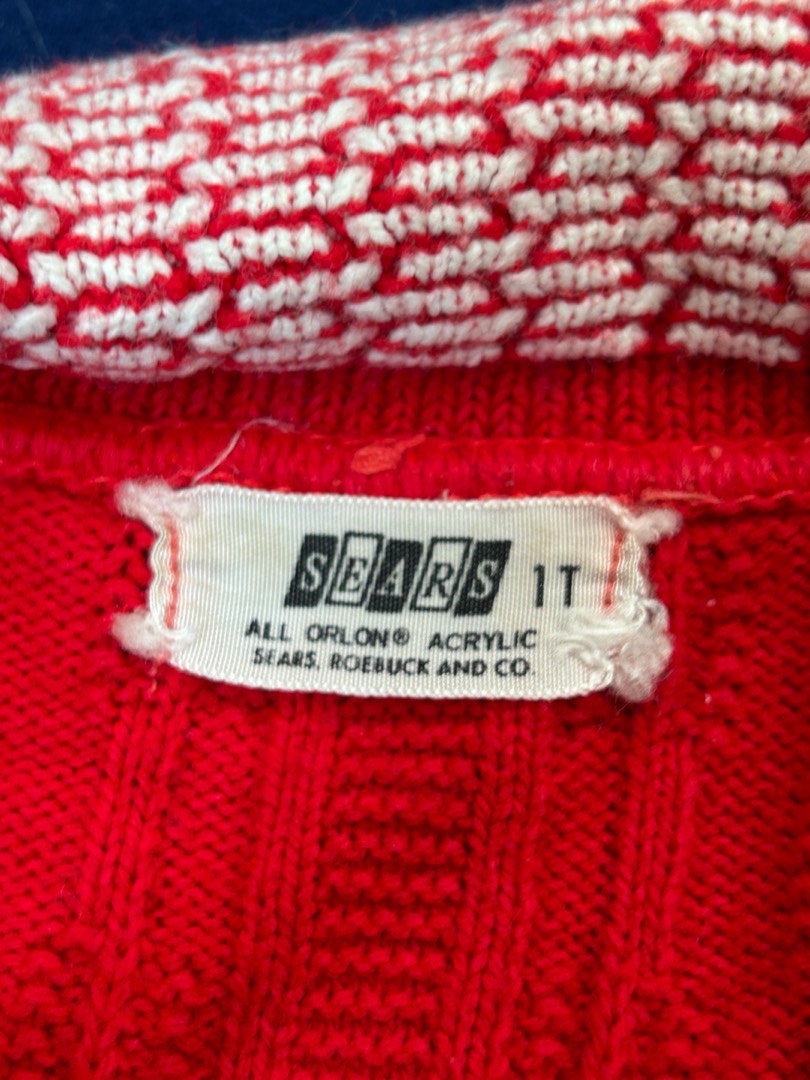 SEARS 1T
ALL ORLON® ACRYLIC
SEARS, ROEBUCK AND CO.